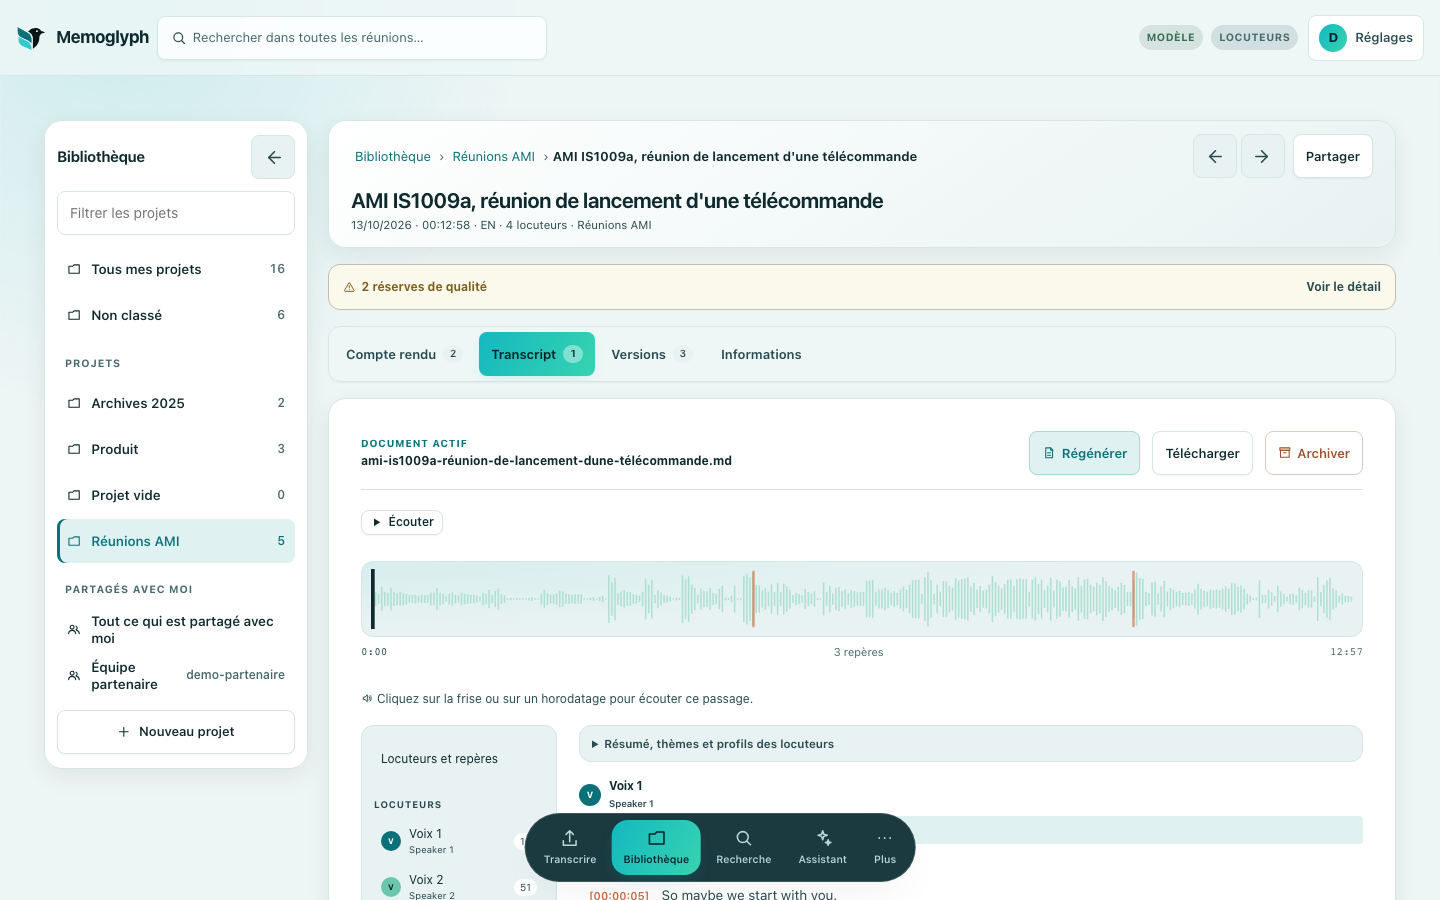 Memoglyph
Rechercher dans toutes les réunions...
MODÈLE
LOCUTEURS
D
Réglages
Bibliothèque
Filtrer les projets
Tous mes projets 16
Non classé 6
PROJETS
Archives 2025 2
Produit 3
Projet vide 0
Réunions AMI 5
PARTAGÉS AVEC MOI
Tout ce qui est partagé avec
moi
Équipe
partenaire
demo-partenaire
Nouveau projet
Bibliothèque › Réunions AMI › AMI IS1009a, réunion de lancement d'une télécommande
Partager
AMI IS1009a, réunion de lancement d'une télécommande
13/10/2026 · 00:12:58 · EN · 4 locuteurs · Réunions AMI
2 réserves de qualité
Voir le détail
Compte rendu 2
Transcript 1
Versions 3
Informations
DOCUMENT ACTIF
ami-is1009a-réunion-de-lancement-dune-télécommande.md
Régénérer
Télécharger
Archiver
Écouter
0:00
3 repères
12:57
Cliquez sur la frise ou sur un horodatage pour écouter ce passage.
Locuteurs et repères
LOCUTEURS
V
Voix 1
Speaker 1
V
Voix 2
Speaker 2
51
Résumé, thèmes et profils des locuteurs
V
Voix 1
Speaker 1
[00:00:05] So maybe we start with you.
Transcrire
Bibliothèque
Recherche
Assistant
Plus